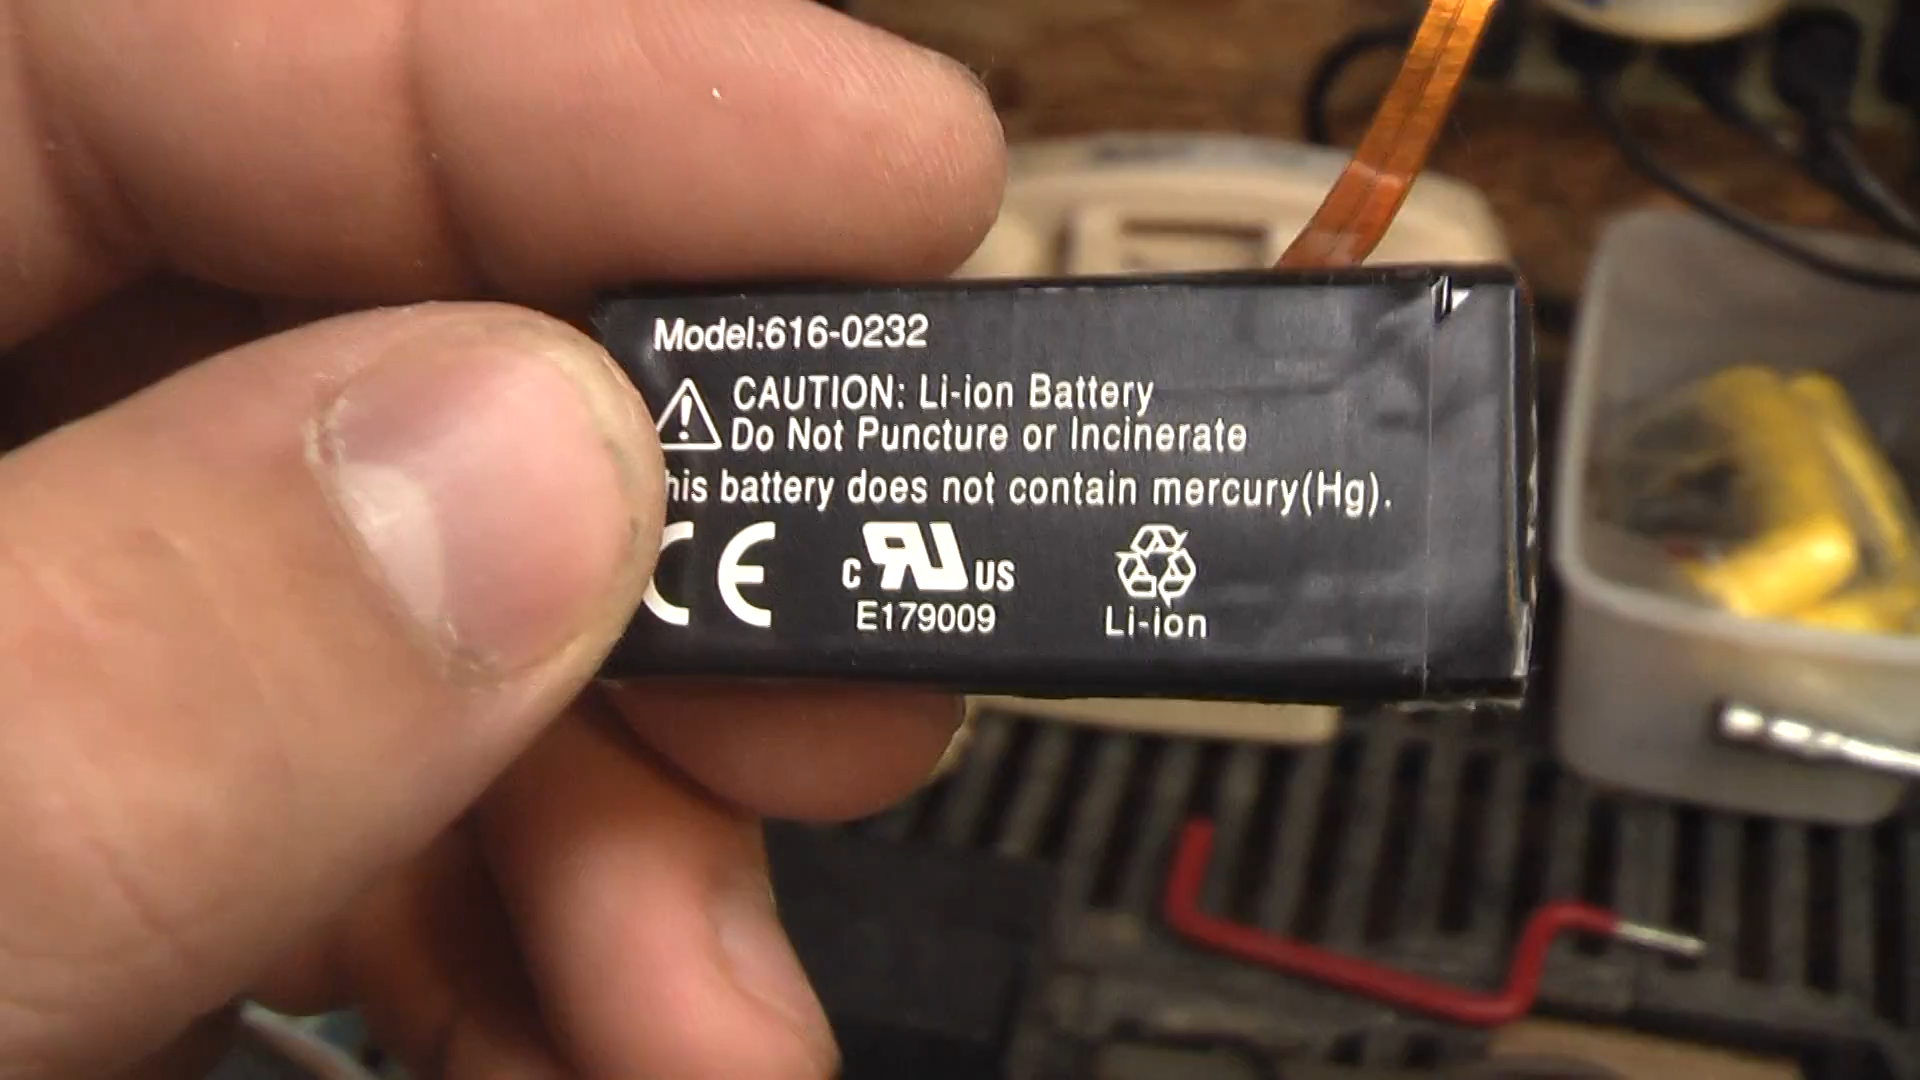 Model:616-0232
CAUTION: Li-ion Battery
Do Not Puncture or Incinerate
his battery does not contain mercury(Hg).
CE
c RU US
E179009
Li-ion